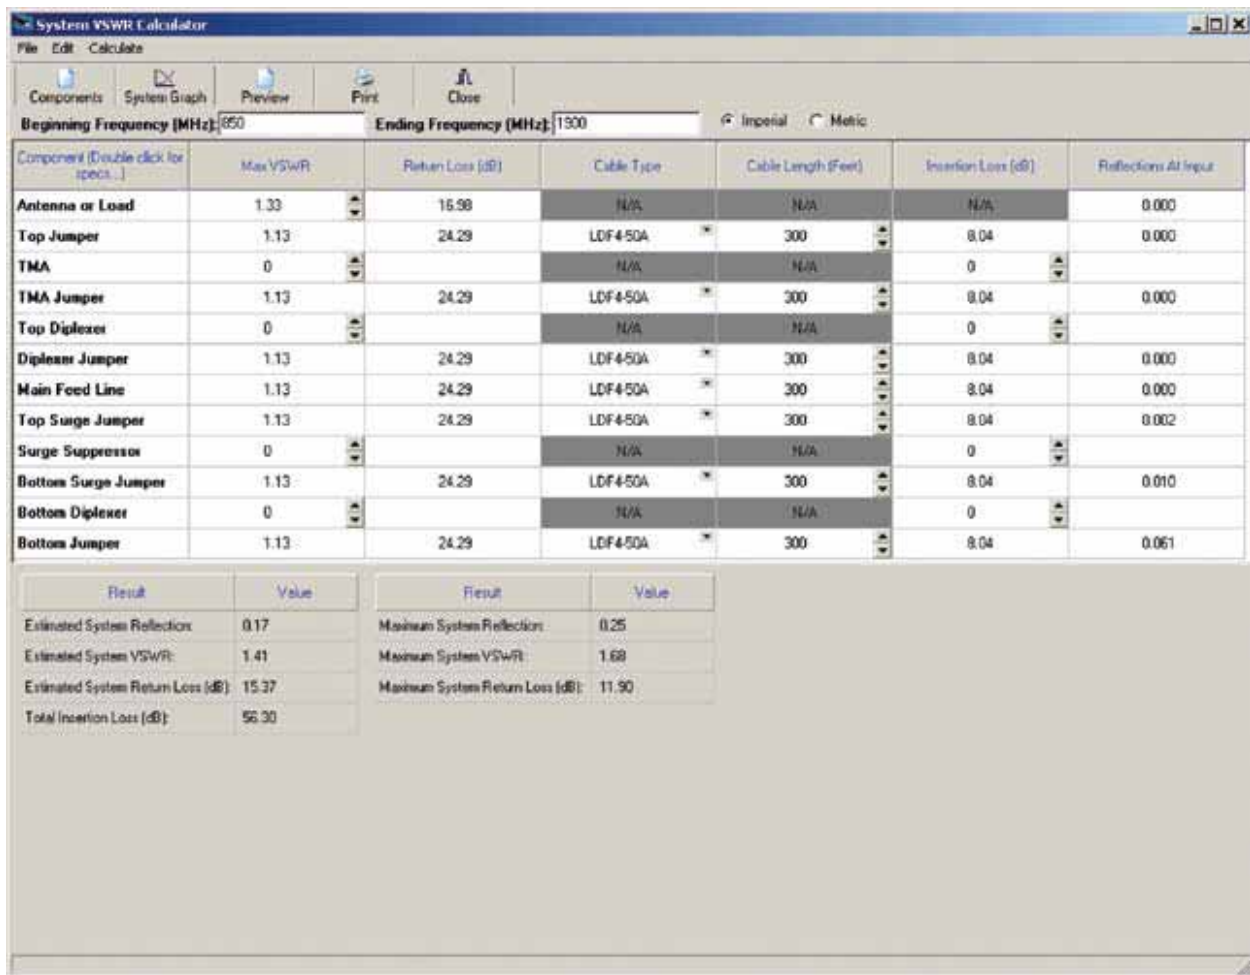 System VSWR Calculator
File Edit Calculate
Components System Graph Preview Print Close
Beginning Frequency (MHz): 850 Ending Frequency (MHz): 1900 Imperial Metric
Component (Double click for specs...) Max VSWR Return Loss (dB) Cable Type Cable Length (Feet) Insertion Loss (dB) Reflections At Input
Antenna or Load 1.33 16.98 N/A N/A N/A 0.000
Top Jumper 1.13 24.29 LDF4-50A 300 8.04 0.000
TMA 0 N/A N/A 0
TMA Jumper 1.13 24.29 LDF4-50A 300 8.04 0.000
Top Diplexer 0 N/A N/A 0
Diplexer Jumper 1.13 24.29 LDF4-50A 300 8.04 0.000
Main Feed Line 1.13 24.29 LDF4-50A 300 8.04 0.000
Top Surge Jumper 1.13 24.29 LDF4-50A 300 8.04 0.002
Surge Suppressor 0 N/A N/A 0
Bottom Surge Jumper 1.13 24.29 LDF4-50A 300 8.04 0.010
Bottom Diplexer 0 N/A N/A 0
Bottom Jumper 1.13 24.29 LDF4-50A 300 8.04 0.061
Result Value Result Value
Estimated System Reflection: 0.17 Maximum System Reflection: 0.25
Estimated System VSWR: 1.41 Maximum System VSWR: 1.68
Estimated System Return Loss (dB): 15.37 Maximum System Return Loss (dB): 11.90
Total Insertion Loss (dB): 56.30